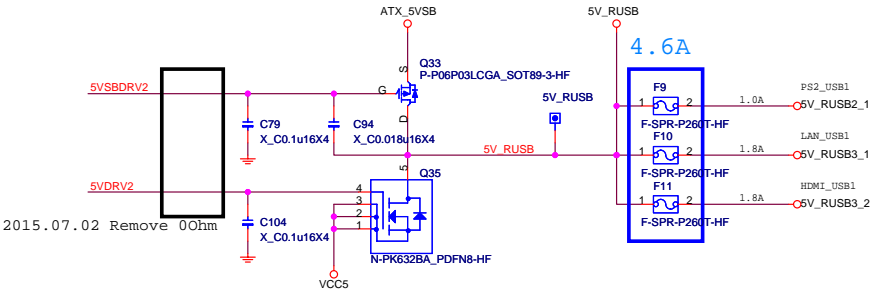 ATX_5VSB
5V_RUSB
4.6A
Q33
P-P06P03LCGA_SOT89-3-HF
S
G
D
5VSBDRV2
C79
X_C0.1u16X4
C94
X_C0.018u16X4
5V_RUSB
5V_RUSB
F9
1 2
F-SPR-P260T-HF
1.0A
PS2_USB1
5V_RUSB2_1
F10
1 2
F-SPR-P260T-HF
1.8A
LAN_USB1
5V_RUSB3_1
F11
1 2
F-SPR-P260T-HF
1.8A
HDMI_USB1
5V_RUSB3_2
5VDRV2
Q35
5
4
3
2
1
N-PK632BA_PDFN8-HF
C104
X_C0.1u16X4
2015.07.02 Remove 0Ohm
VCC5